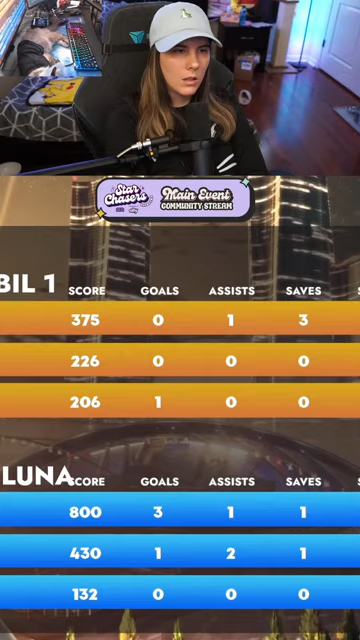 Star Chasers
Main Event
COMMUNITY STREAM
BIL 1 SCORE GOALS ASSISTS SAVES
375 0 1 3
226 0 0 0
206 1 0 0
LUNA SCORE GOALS ASSISTS SAVES
800 3 1 1
430 1 2 1
132 0 0 0